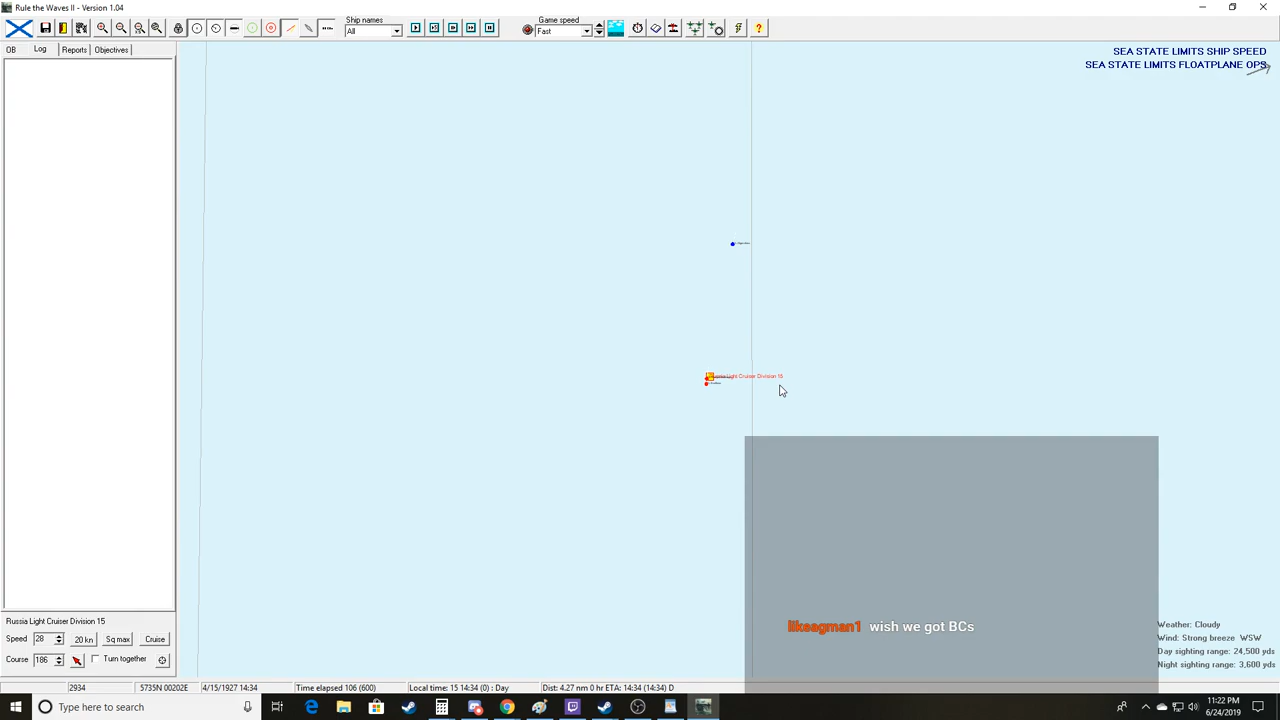 Rule the Waves II - Version 1.04
Ship names
All
Game speed
Fast
OB
Log
Reports
Objectives
SEA STATE LIMITS SHIP SPEED
SEA STATE LIMITS FLOATPLANE OPS
Russia Light Cruiser Division 15
likeagman1 wish we got BCs
Russia Light Cruiser Division 15
Speed 28 20 kn Sq max Cruise
Course 186 Turn together
Weather: Cloudy
Wind: Strong breeze WSW
Day sighting range: 24,500 yds
Night sighting range: 3,600 yds
2934 5735N 00202E 4/15/1927 14:34 Time elapsed 106 (600) Local time: 15 14:34 (0) : Day Dist: 4.27 nm 0 hr ETA: 14:34 (14:34) D
Type here to search
11:22 PM
6/24/2019